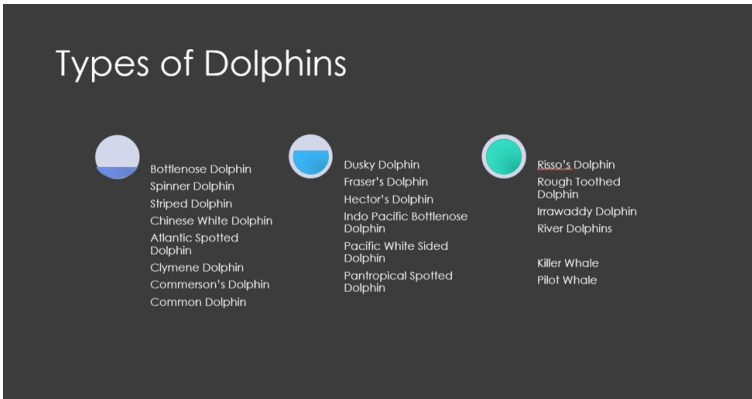 Types of Dolphins
Bottlenose Dolphin
Spinner Dolphin
Striped Dolphin
Chinese White Dolphin
Atlantic Spotted
Dolphin
Clymene Dolphin
Commerson's Dolphin
Common Dolphin
Dusky Dolphin
Fraser's Dolphin
Hector's Dolphin
Indo Pacific Bottlenose
Dolphin
Pacific White Sided
Dolphin
Pantropical Spotted
Dolphin
Risso's Dolphin
Rough Toothed
Dolphin
Irrawaddy Dolphin
River Dolphins
Killer Whale
Pilot Whale